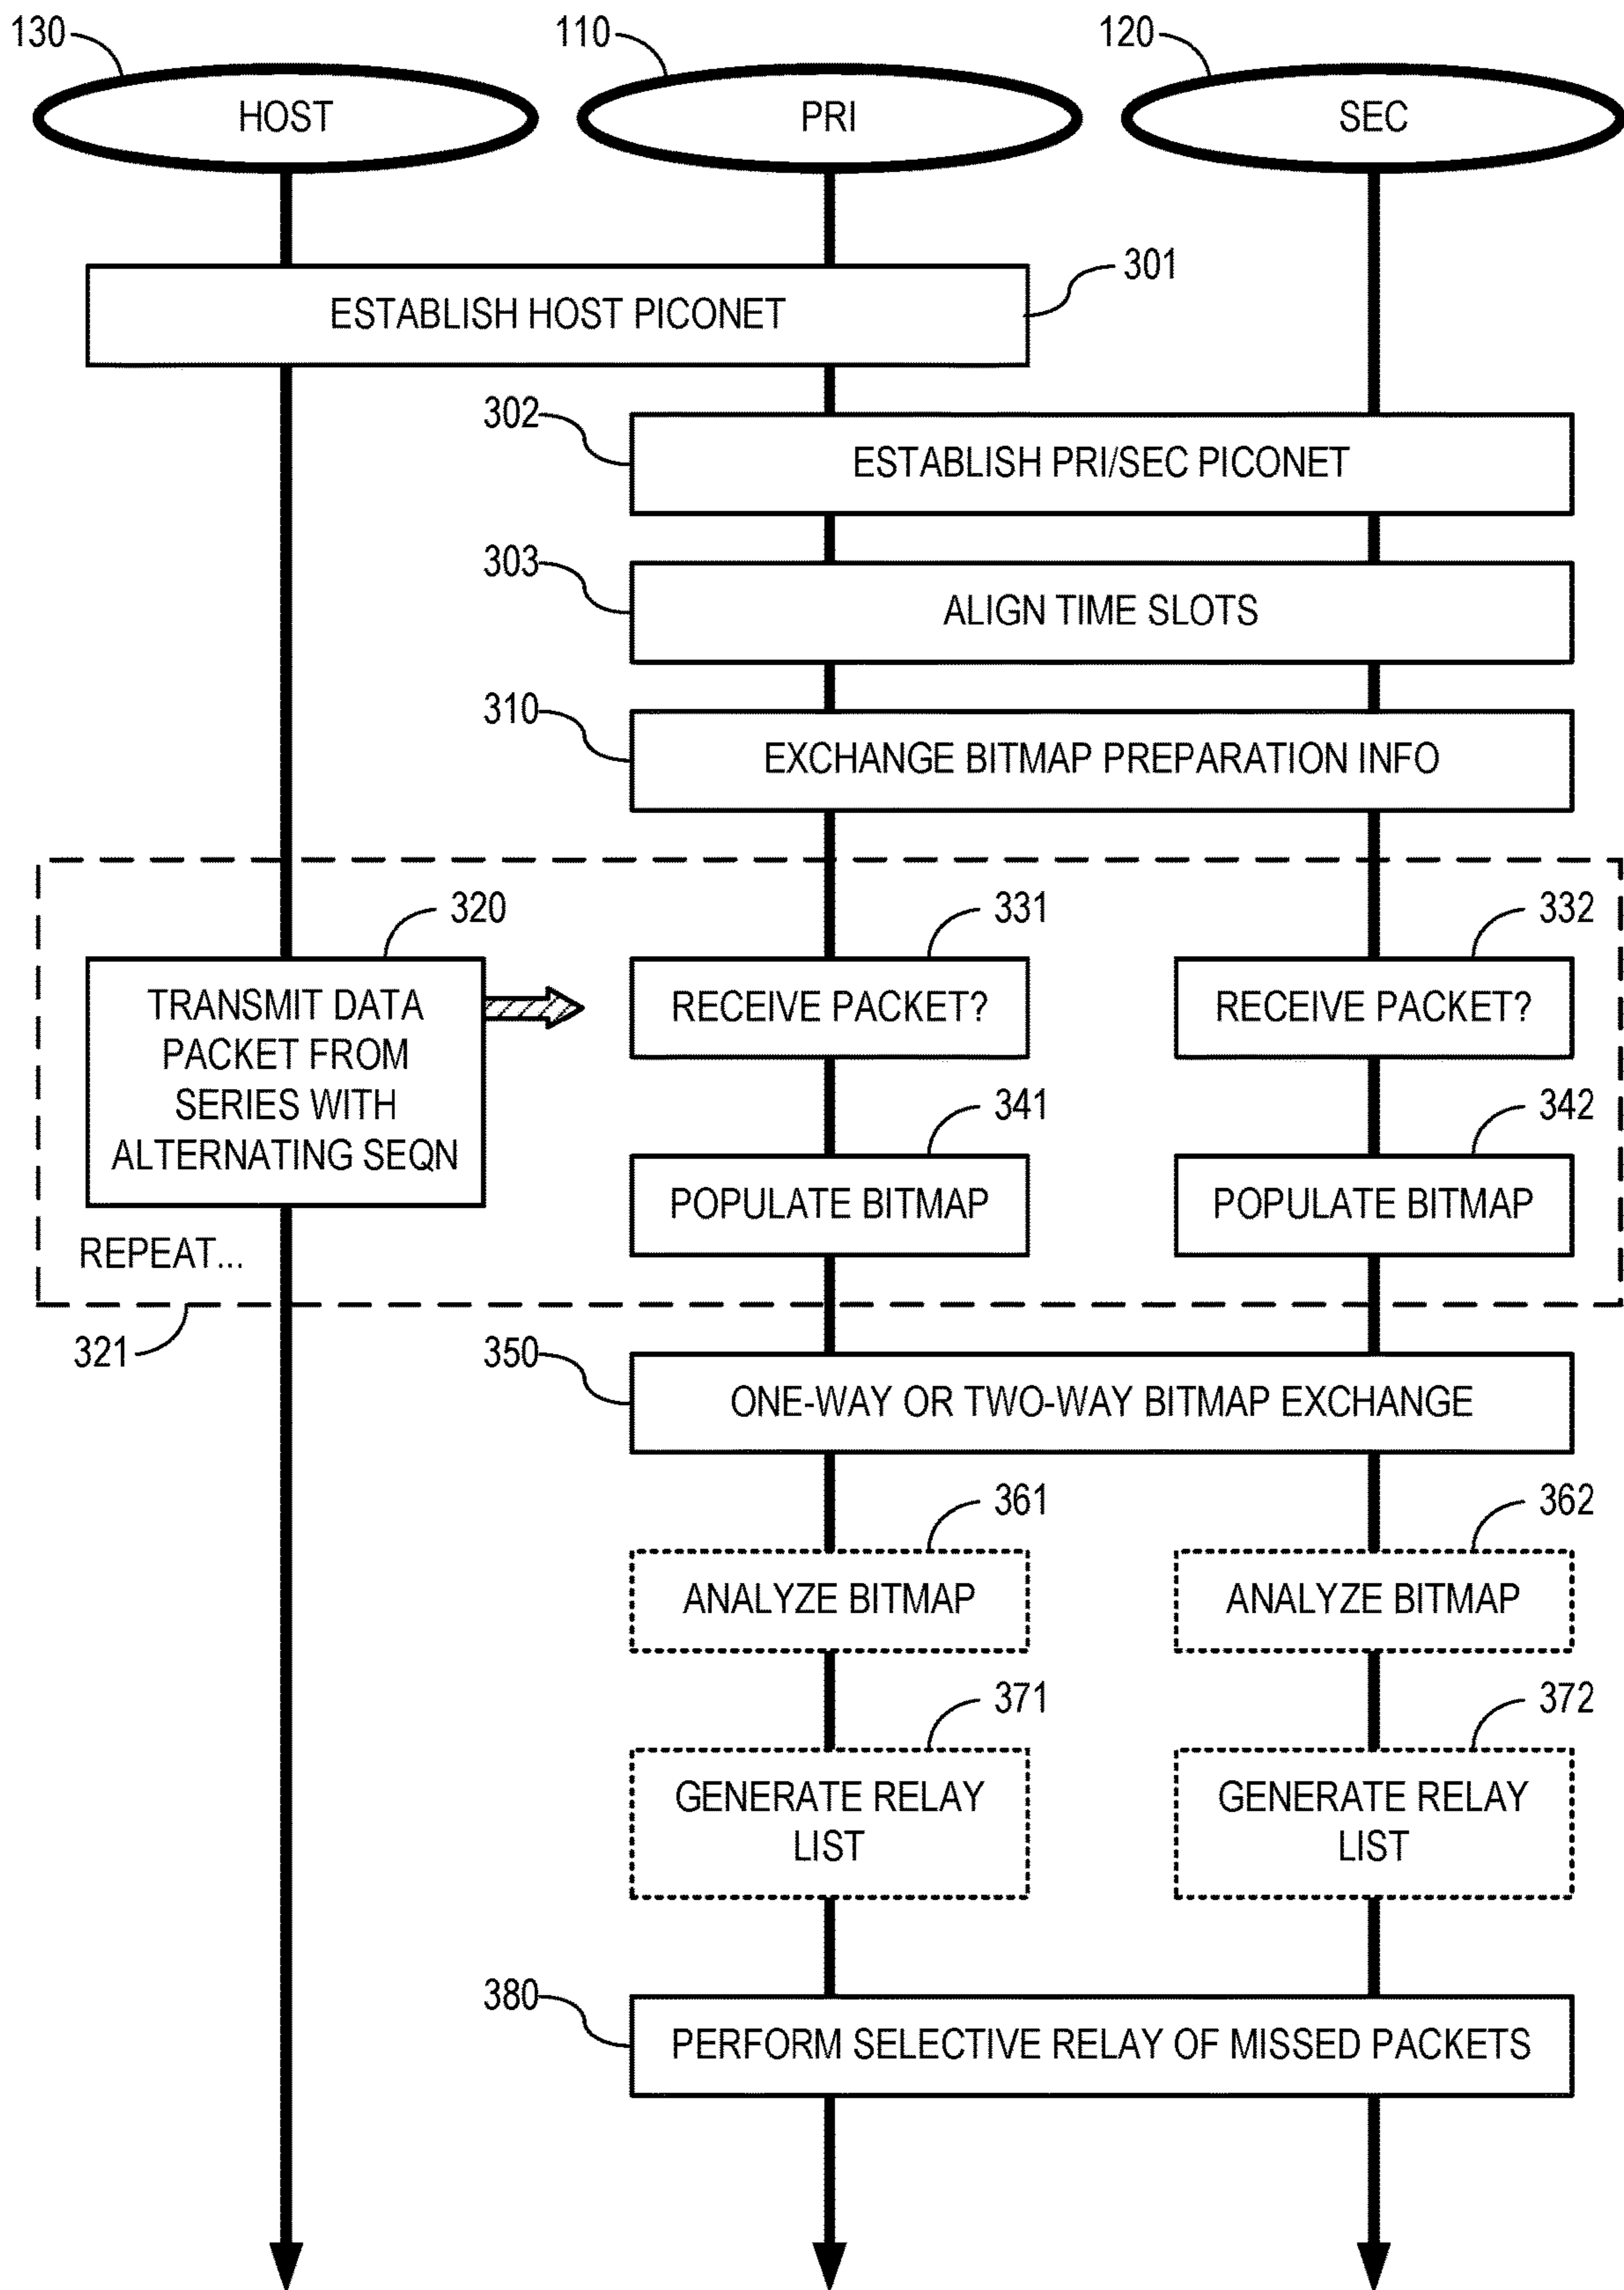 130
110
120
HOST
PRI
SEC
301
ESTABLISH HOST PICONET
302
ESTABLISH PRI/SEC PICONET
303
ALIGN TIME SLOTS
310
EXCHANGE BITMAP PREPARATION INFO
320
331
332
TRANSMIT DATA
PACKET FROM
SERIES WITH
ALTERNATING SEQN
RECEIVE PACKET?
RECEIVE PACKET?
341
342
POPULATE BITMAP
POPULATE BITMAP
REPEAT...
321
350
ONE-WAY OR TWO-WAY BITMAP EXCHANGE
361
362
ANALYZE BITMAP
ANALYZE BITMAP
371
372
GENERATE RELAY
LIST
GENERATE RELAY
LIST
380
PERFORM SELECTIVE RELAY OF MISSED PACKETS